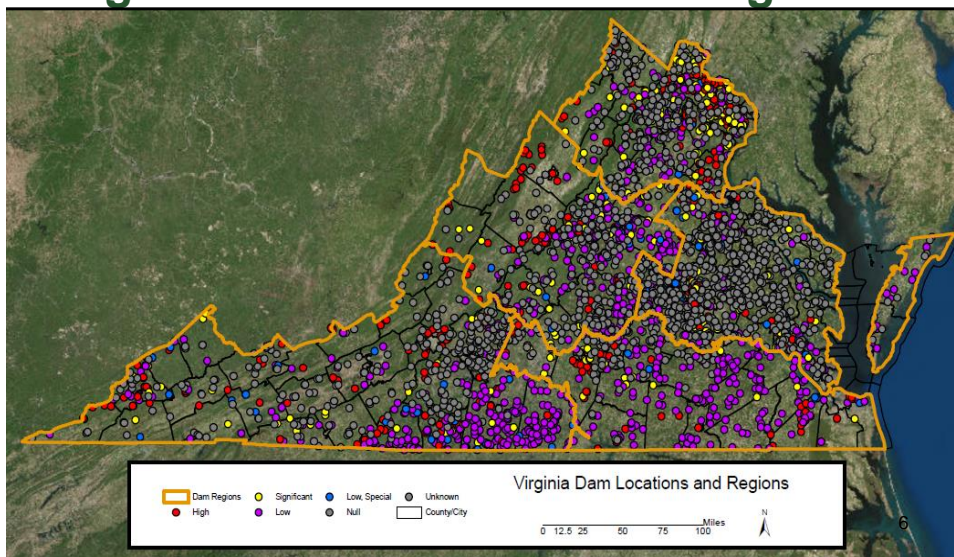 Virginia Dam Locations and Regions
Dam Regions Significant Low, Special Unknown
High Low Null County/City
0 12.5 25 50 75 100 Miles
N
6